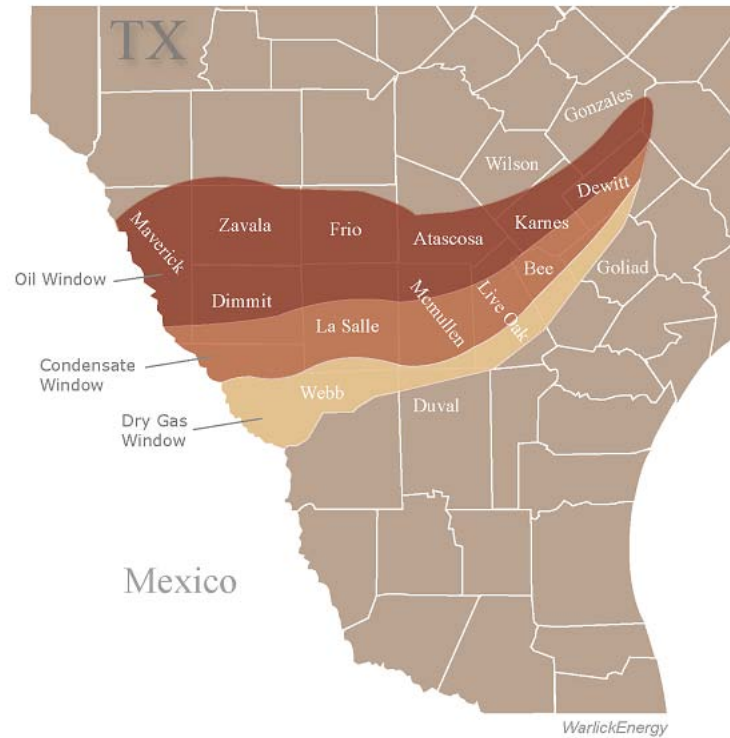 TX
Gonzales
Wilson
Dewitt
Maverick
Zavala
Frio
Atascosa
Karnes
Bee
Goliad
Oil Window
Dimmit
La Salle
Mcmullen
Live Oak
Condensate
Window
Webb
Duval
Dry Gas
Window
Mexico
WarlickEnergy